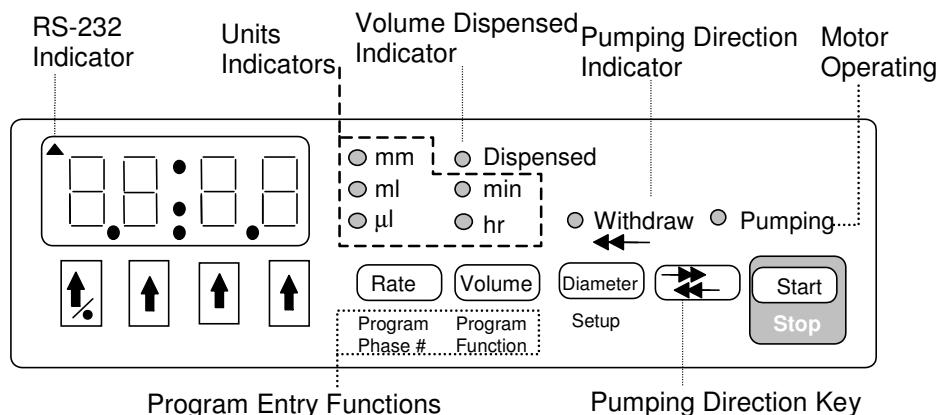 RS-232
Indicator
Units
Indicators
Volume Dispensed
Indicator
Pumping Direction
Indicator
Motor
Operating
mm
Dispensed
ml
min
µl
hr
Withdraw
Pumping
Rate
Volume
Diameter
Start
Program
Phase #
Program
Function
Setup
Stop
Program Entry Functions
Pumping Direction Key